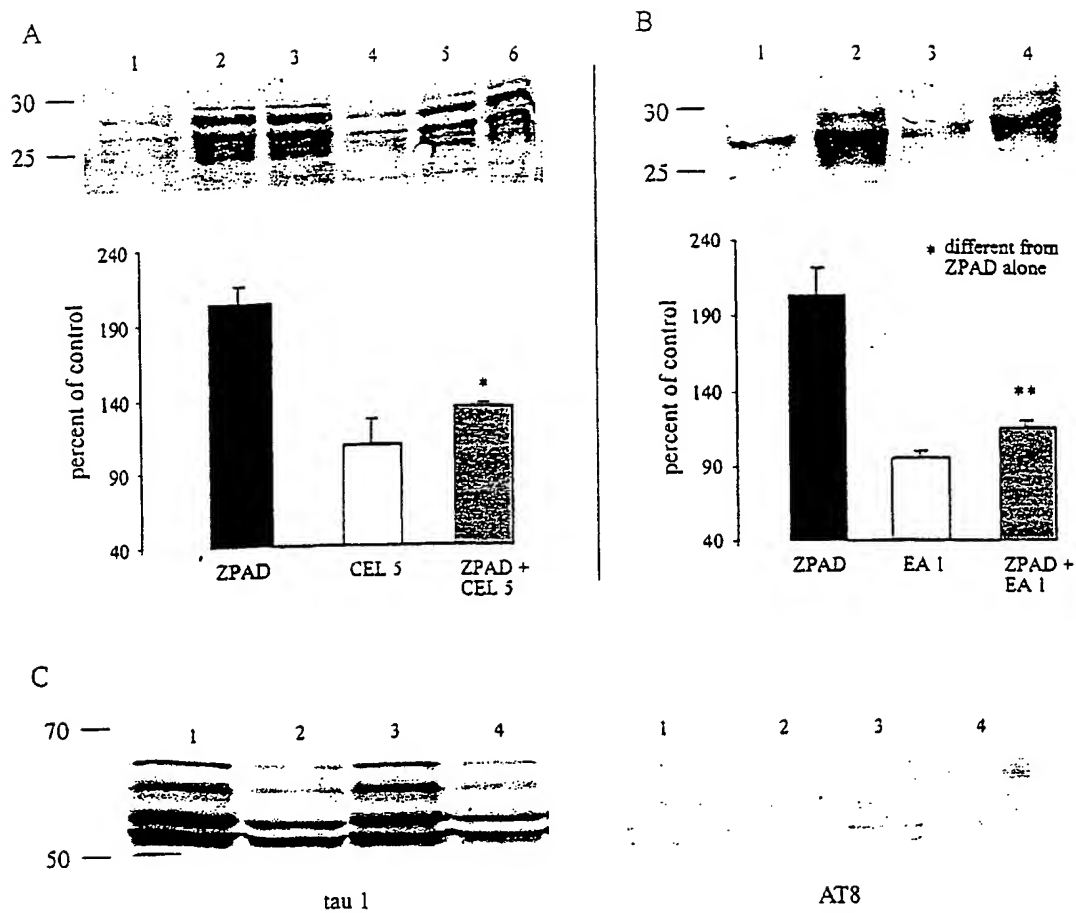 A
1 2 3 4 5 6
30
25
240
190
140
90
40
percent of control
*
ZPAD
CEL 5
ZPAD +
CEL 5
B
1 2 3 4
30
25
240
190
140
90
40
percent of control
* different from
ZPAD alone
**
ZPAD
EA 1
ZPAD +
EA 1
C
70
50
1 2 3 4
tau 1
1 2 3 4
AT8